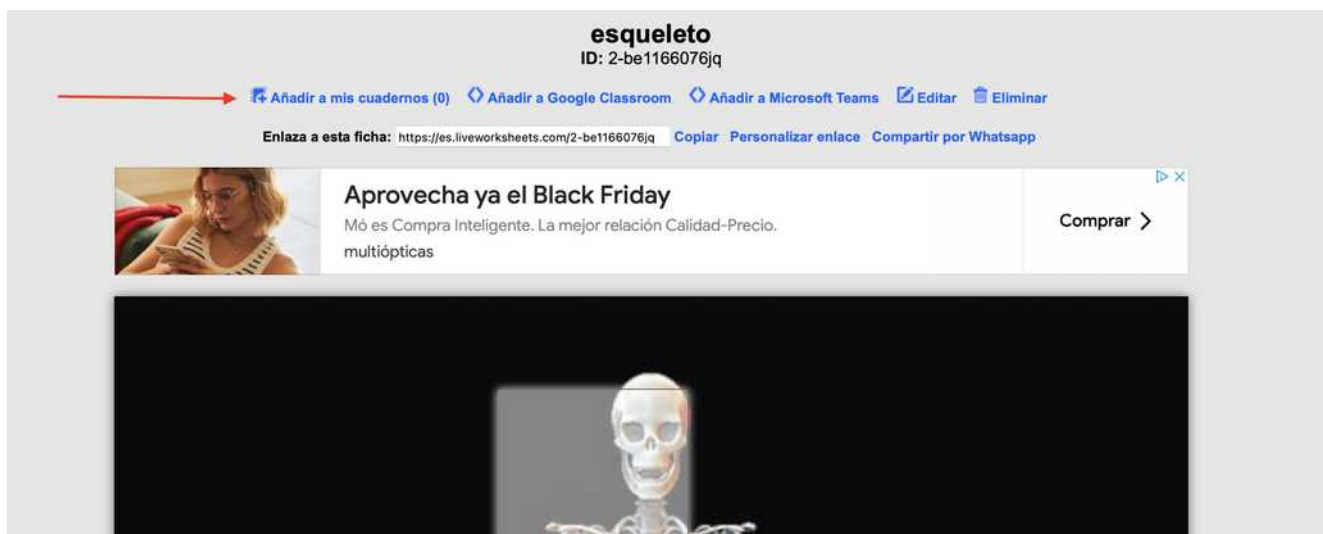 esqueleto
ID: 2-be1166076jq
Añadir a mis cuadernos (0) Añadir a Google Classroom Añadir a Microsoft Teams Editar Eliminar
Enlaza a esta ficha: https://es.liveworksheets.com/2-be1166076jq Copiar Personalizar enlace Compartir por Whatsapp
Aprovecha ya el Black Friday
Mó es Compra Inteligente. La mejor relación Calidad-Precio.
multiópticas
Comprar